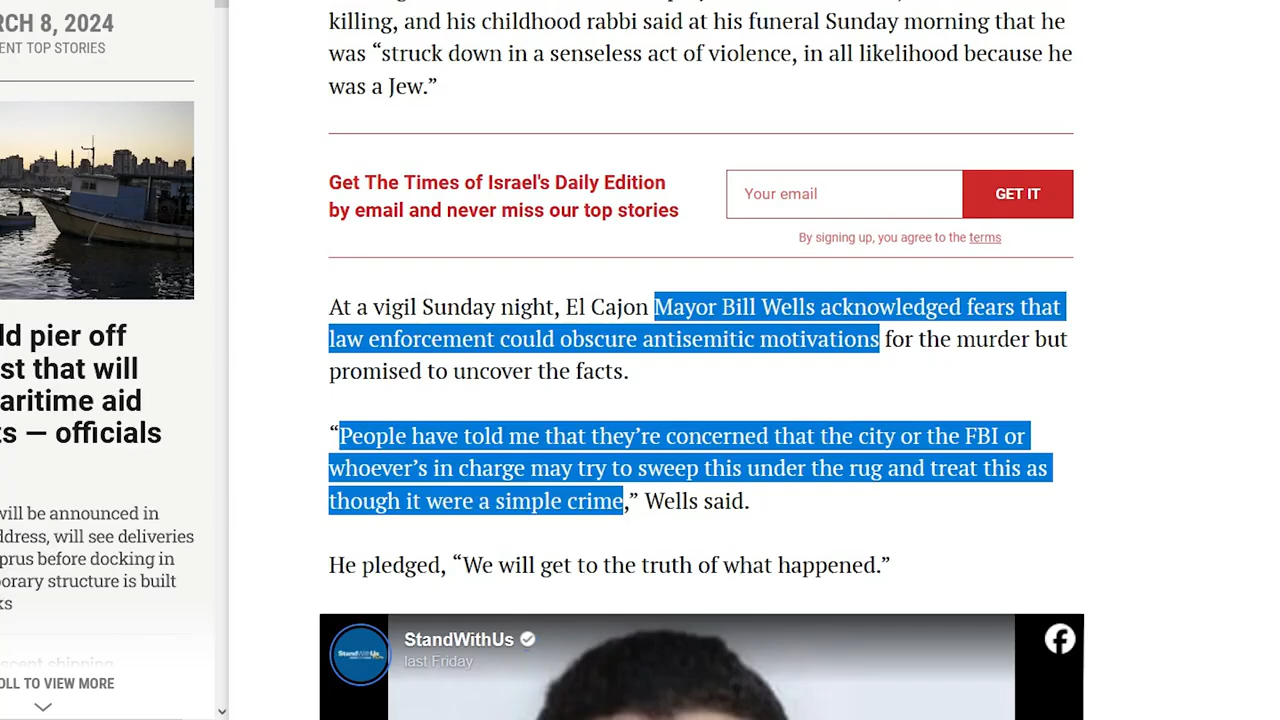 RCH 8, 2024
ENT TOP STORIES
ld pier off
st that will
aritime aid
ts — officials
will be announced in
ddress, will see deliveries
prus before docking in
porary structure is built
ks
scent shipping
OLL TO VIEW MORE
killing, and his childhood rabbi said at his funeral Sunday morning that he
was “struck down in a senseless act of violence, in all likelihood because he
was a Jew.”
Get The Times of Israel's Daily Edition
by email and never miss our top stories
Your email
GET IT
By signing up, you agree to the terms
At a vigil Sunday night, El Cajon Mayor Bill Wells acknowledged fears that
law enforcement could obscure antisemitic motivations for the murder but
promised to uncover the facts.
“People have told me that they’re concerned that the city or the FBI or
whoever’s in charge may try to sweep this under the rug and treat this as
though it were a simple crime,” Wells said.
He pledged, “We will get to the truth of what happened.”
StandWithUs
StandWithUs
last Friday